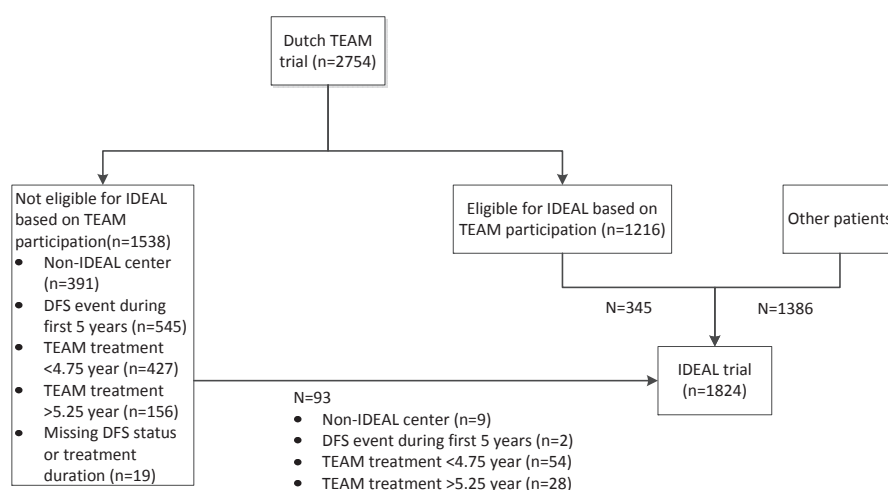 Dutch TEAM
trial (n=2754)
Not eligible for IDEAL
based on TEAM
participation(n=1538)
• Non-IDEAL center
(n=391)
• DFS event during
first 5 years (n=545)
• TEAM treatment
<4.75 year (n=427)
• TEAM treatment
>5.25 year (n=156)
• Missing DFS status
or treatment
duration (n=19)
Eligible for IDEAL based on
TEAM participation (n=1216)
Other patients
N=345
N=1386
IDEAL trial
(n=1824)
N=93
• Non-IDEAL center (n=9)
• DFS event during first 5 years (n=2)
• TEAM treatment <4.75 year (n=54)
• TEAM treatment >5.25 year (n=28)